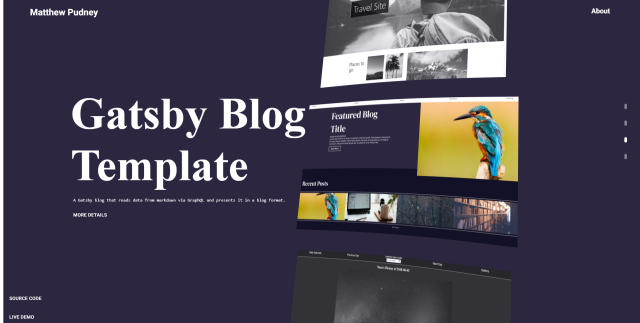 Matthew Pudney
About
Travel Site
Places to
go
Gatsby Blog
Template
A Gatsby blog that reads data from markdown via GraphQL and presents it in a blog format.
MORE DETAILS
Featured Blog
Title
Recent Posts
SOURCE CODE
LIVE DEMO